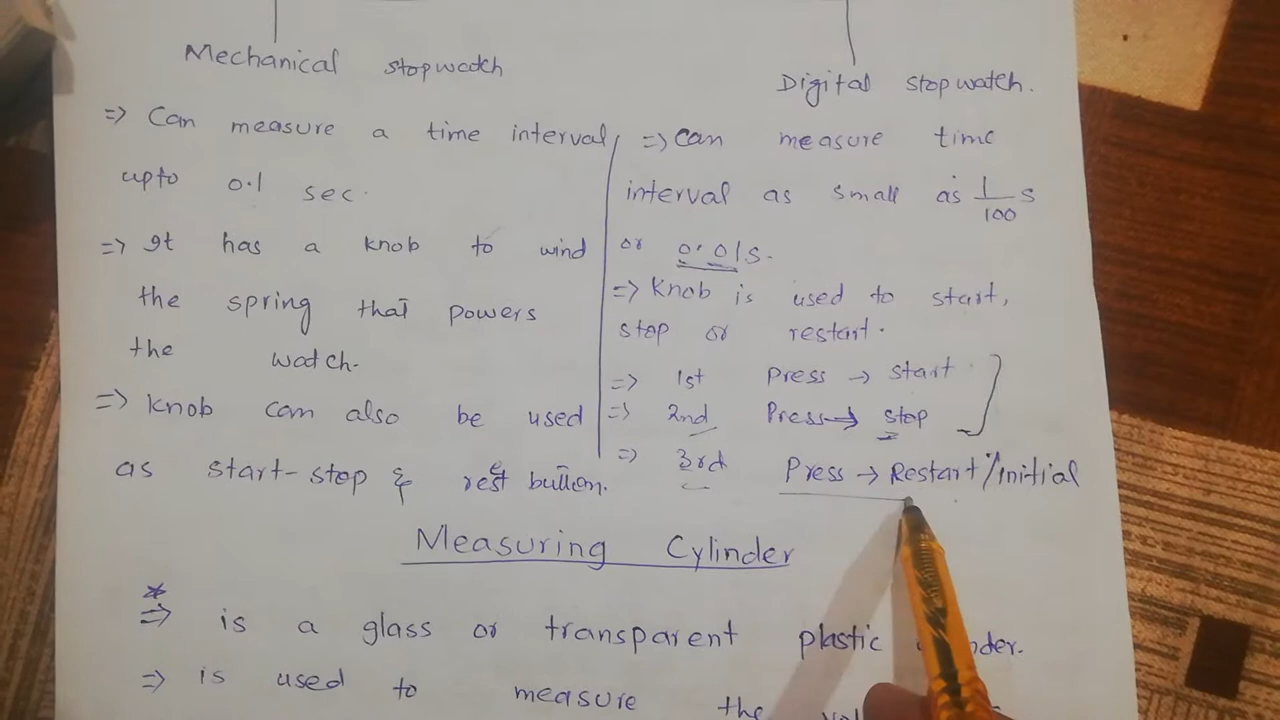 Mechanical stopwatch
=> Can measure a time interval
upto 0.1 sec.
=> It has a knob to wind
the spring that powers
the watch.
=> Knob can also be used
as start-stop & reset button.
Digital stopwatch.
=> Can measure time
interval as small as 1/100 s
or 0.01s.
=> Knob is used to start,
stop or restart.
=> 1st Press → start
=> 2nd Press → stop
=> 3rd Press → Restart/initial
Measuring Cylinder
* => is a glass or transparent plastic
=> is used to measure the